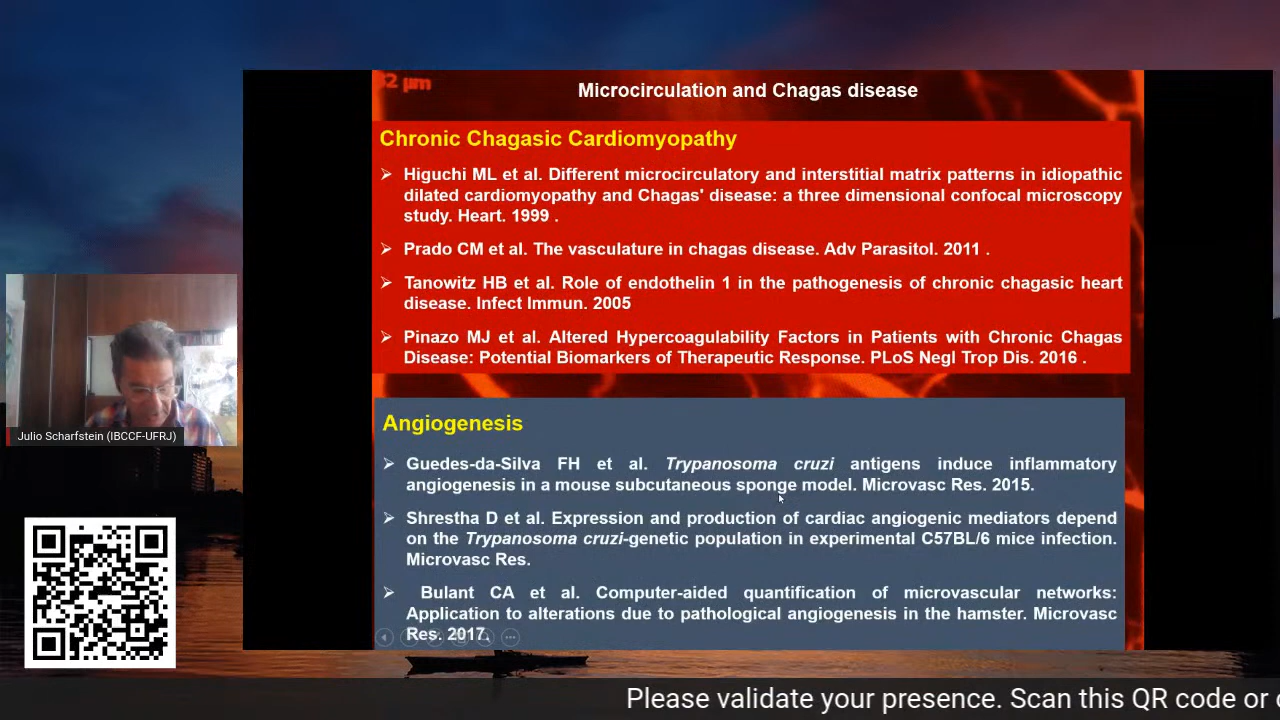 32 µm
Microcirculation and Chagas disease
Chronic Chagasic Cardiomyopathy
Higuchi ML et al. Different microcirculatory and interstitial matrix patterns in idiopathic
dilated cardiomyopathy and Chagas' disease: a three dimensional confocal microscopy
study. Heart. 1999 .
Prado CM et al. The vasculature in chagas disease. Adv Parasitol. 2011 .
Tanowitz HB et al. Role of endothelin 1 in the pathogenesis of chronic chagasic heart
disease. Infect Immun. 2005
Pinazo MJ et al. Altered Hypercoagulability Factors in Patients with Chronic Chagas
Disease: Potential Biomarkers of Therapeutic Response. PLoS Negl Trop Dis. 2016 .
Angiogenesis
Guedes-da-Silva FH et al. Trypanosoma cruzi antigens induce inflammatory
angiogenesis in a mouse subcutaneous sponge model. Microvasc Res. 2015.
Shrestha D et al. Expression and production of cardiac angiogenic mediators depend
on the Trypanosoma cruzi-genetic population in experimental C57BL/6 mice infection.
Microvasc Res.
Bulant CA et al. Computer-aided quantification of microvascular networks:
Application to alterations due to pathological angiogenesis in the hamster. Microvasc
Res. 2017.
Julio Scharfstein (IBCCF-UFRJ)
Please validate your presence. Scan this QR code or